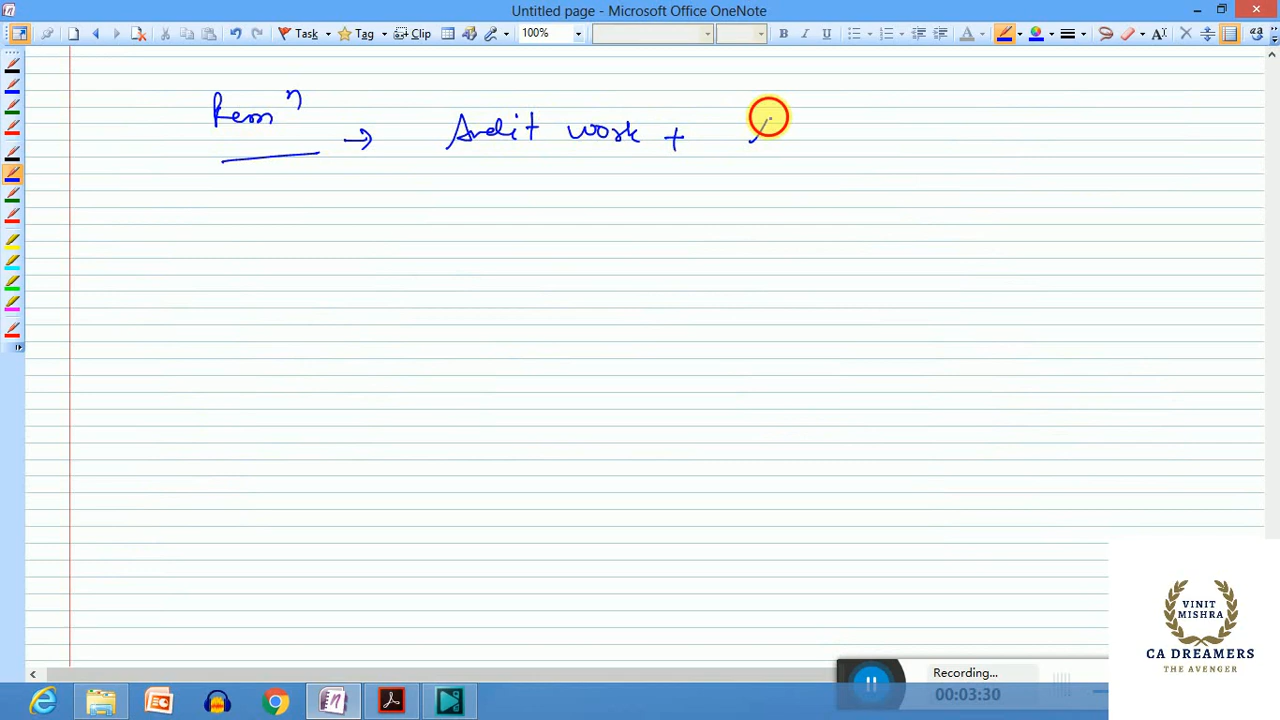 Untitled page - Microsoft Office OneNote
Task Tag Clip 100% B I U
Remⁿ → Audit work +
VINIT
MISHRA
CA DREAMERS
THE AVENGER
Recording...
00:03:30